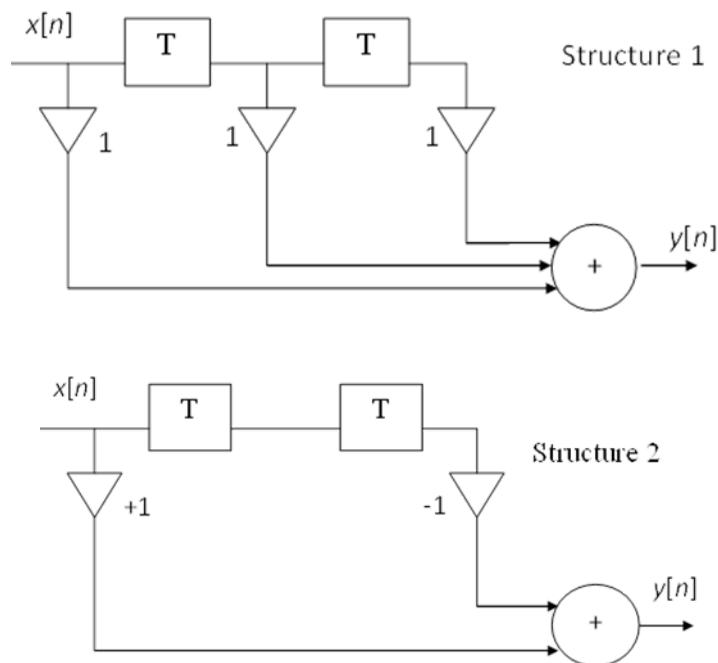 x[n]
T
T
Structure 1
1
1
1
y[n]
+
x[n]
T
T
Structure 2
+1
-1
y[n]
+